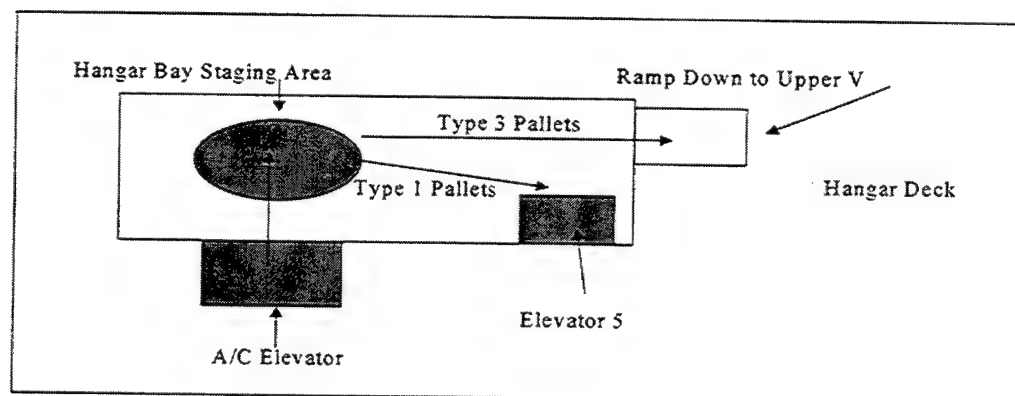 Hangar Bay Staging Area
Ramp Down to Upper V
Type 3 Pallets
Type 1 Pallets
Hangar Deck
Elevator 5
A/C Elevator